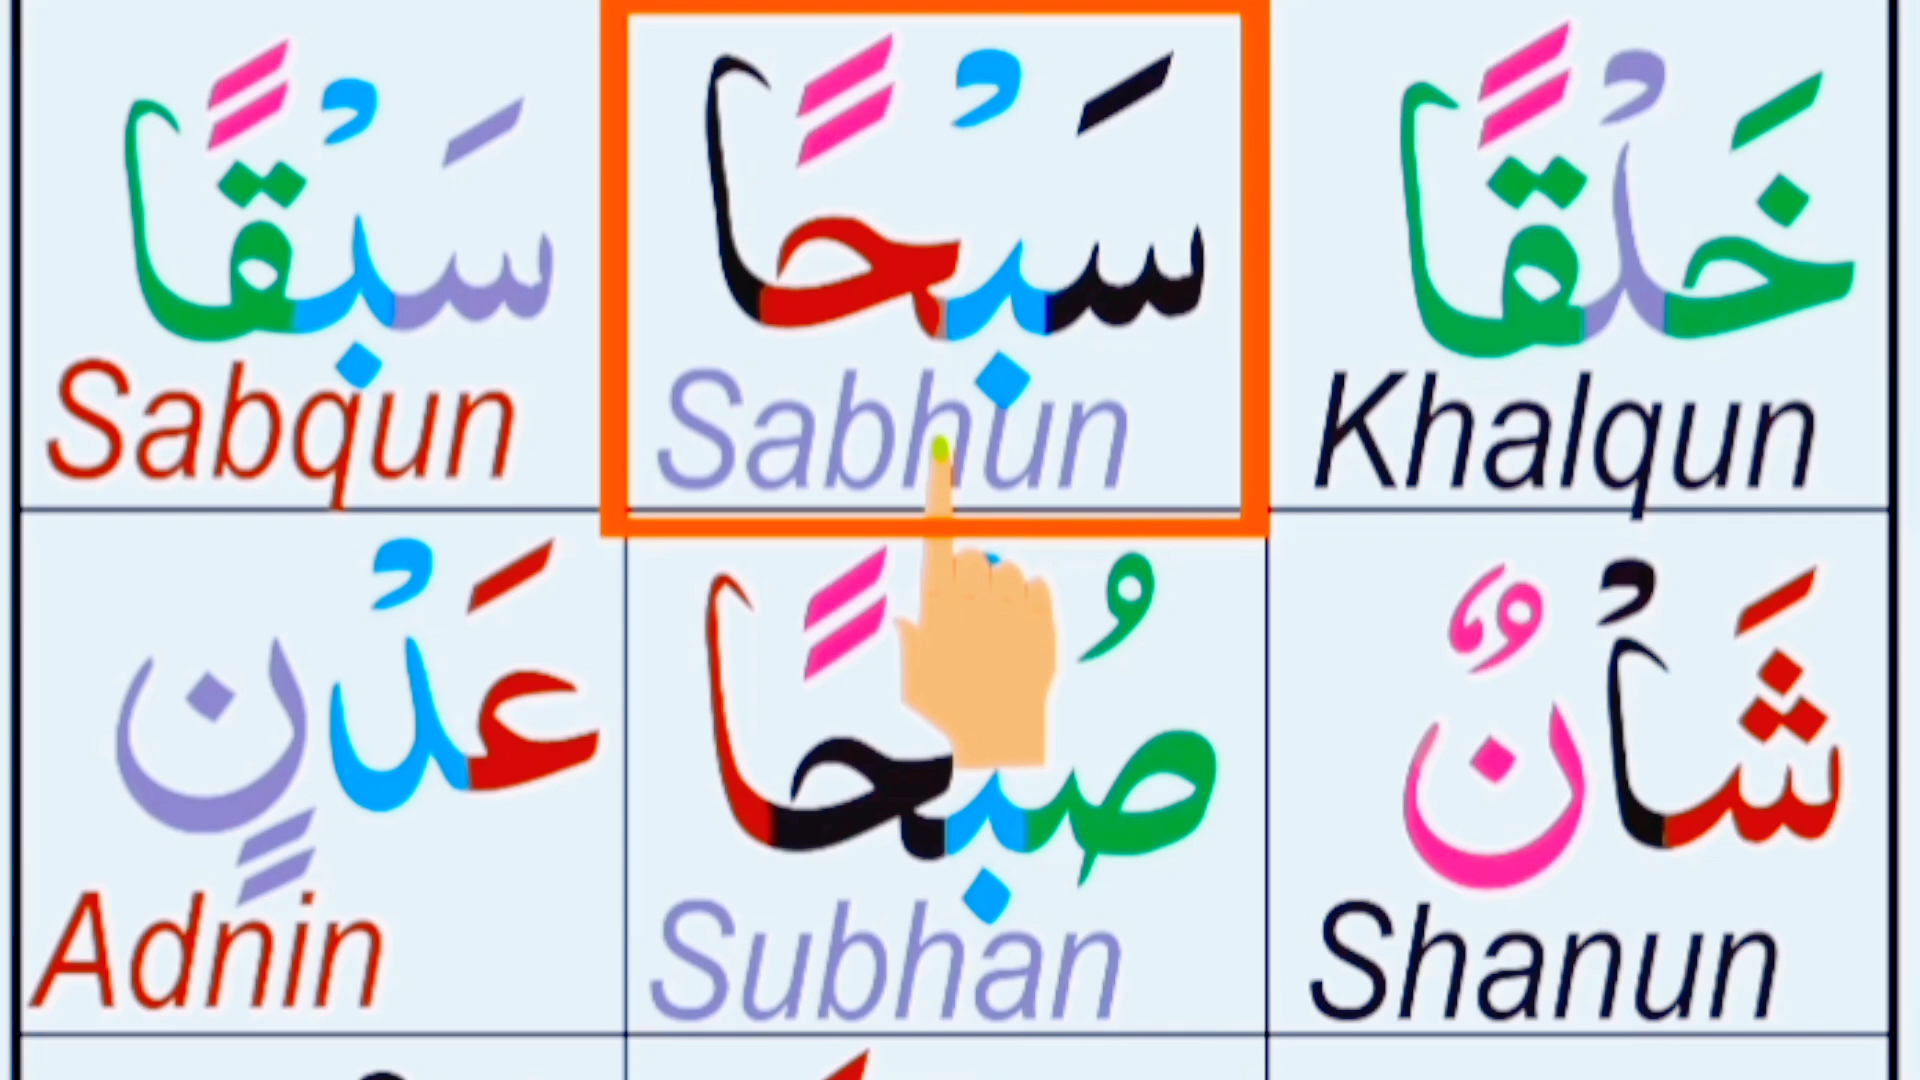 خَلْقًا سَبْحًا سَبْقًا
Khalqun Sabhun Sabqun
شَأْنٌ صُبْحًا عَدْنٍ
Shanun Subhan Adnin